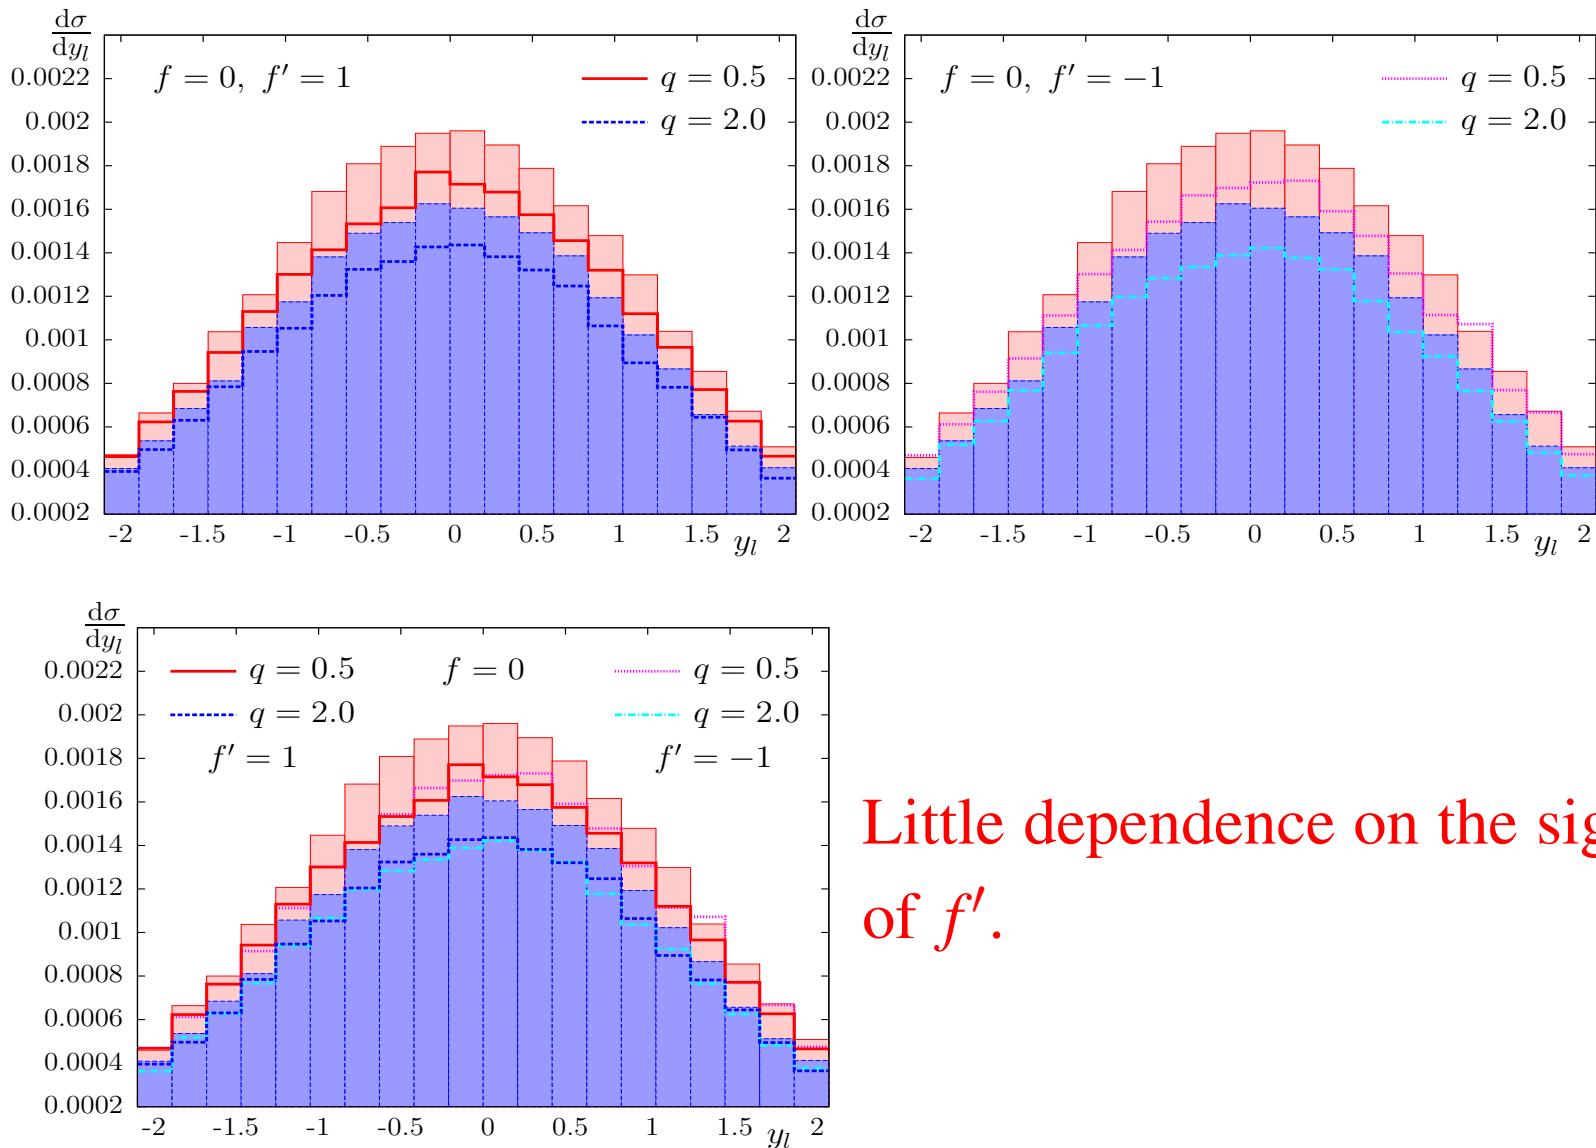 dσ
dy_l
f = 0, f′ = 1
q = 0.5
q = 2.0
0.0022
0.002
0.0018
0.0016
0.0014
0.0012
0.001
0.0008
0.0006
0.0004
0.0002
-2 -1.5 -1 -0.5 0 0.5 1 1.5 2
y_l
dσ
dy_l
f = 0, f′ = −1
q = 0.5
q = 2.0
0.0022
0.002
0.0018
0.0016
0.0014
0.0012
0.001
0.0008
0.0006
0.0004
0.0002
-2 -1.5 -1 -0.5 0 0.5 1 1.5 2
y_l
dσ
dy_l
q = 0.5 f = 0 q = 0.5
q = 2.0 q = 2.0
f′ = 1 f′ = −1
0.0022
0.002
0.0018
0.0016
0.0014
0.0012
0.001
0.0008
0.0006
0.0004
0.0002
-2 -1.5 -1 -0.5 0 0.5 1 1.5 2
y_l
Little dependence on the
of f′.